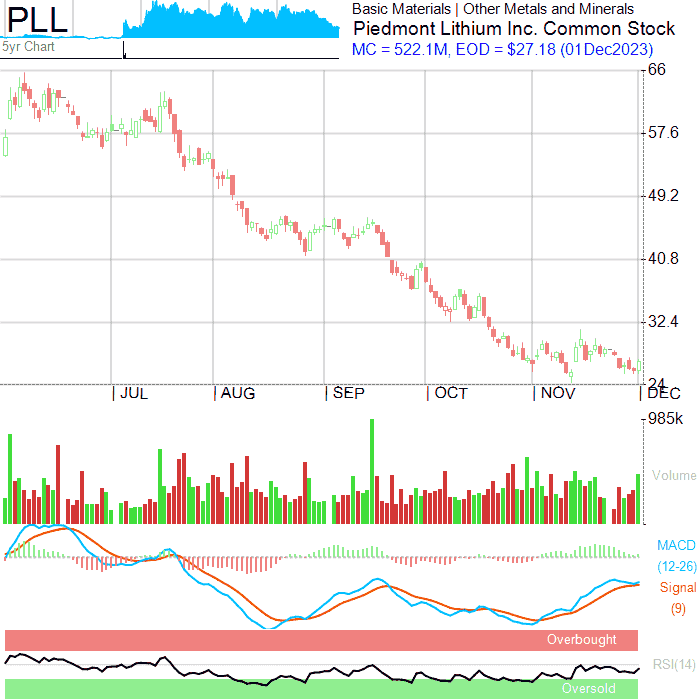 PLL
Basic Materials | Other Metals and Minerals
Piedmont Lithium Inc. Common Stock
5yr Chart
MC = 522.1M, EOD = $27.18 (01Dec2023)
66
57.6
49.2
40.8
32.4
24
JUL AUG SEP OCT NOV DEC
985k
Volume
MACD
(12-26)
Signal
(9)
Overbought
RSI(14)
Oversold